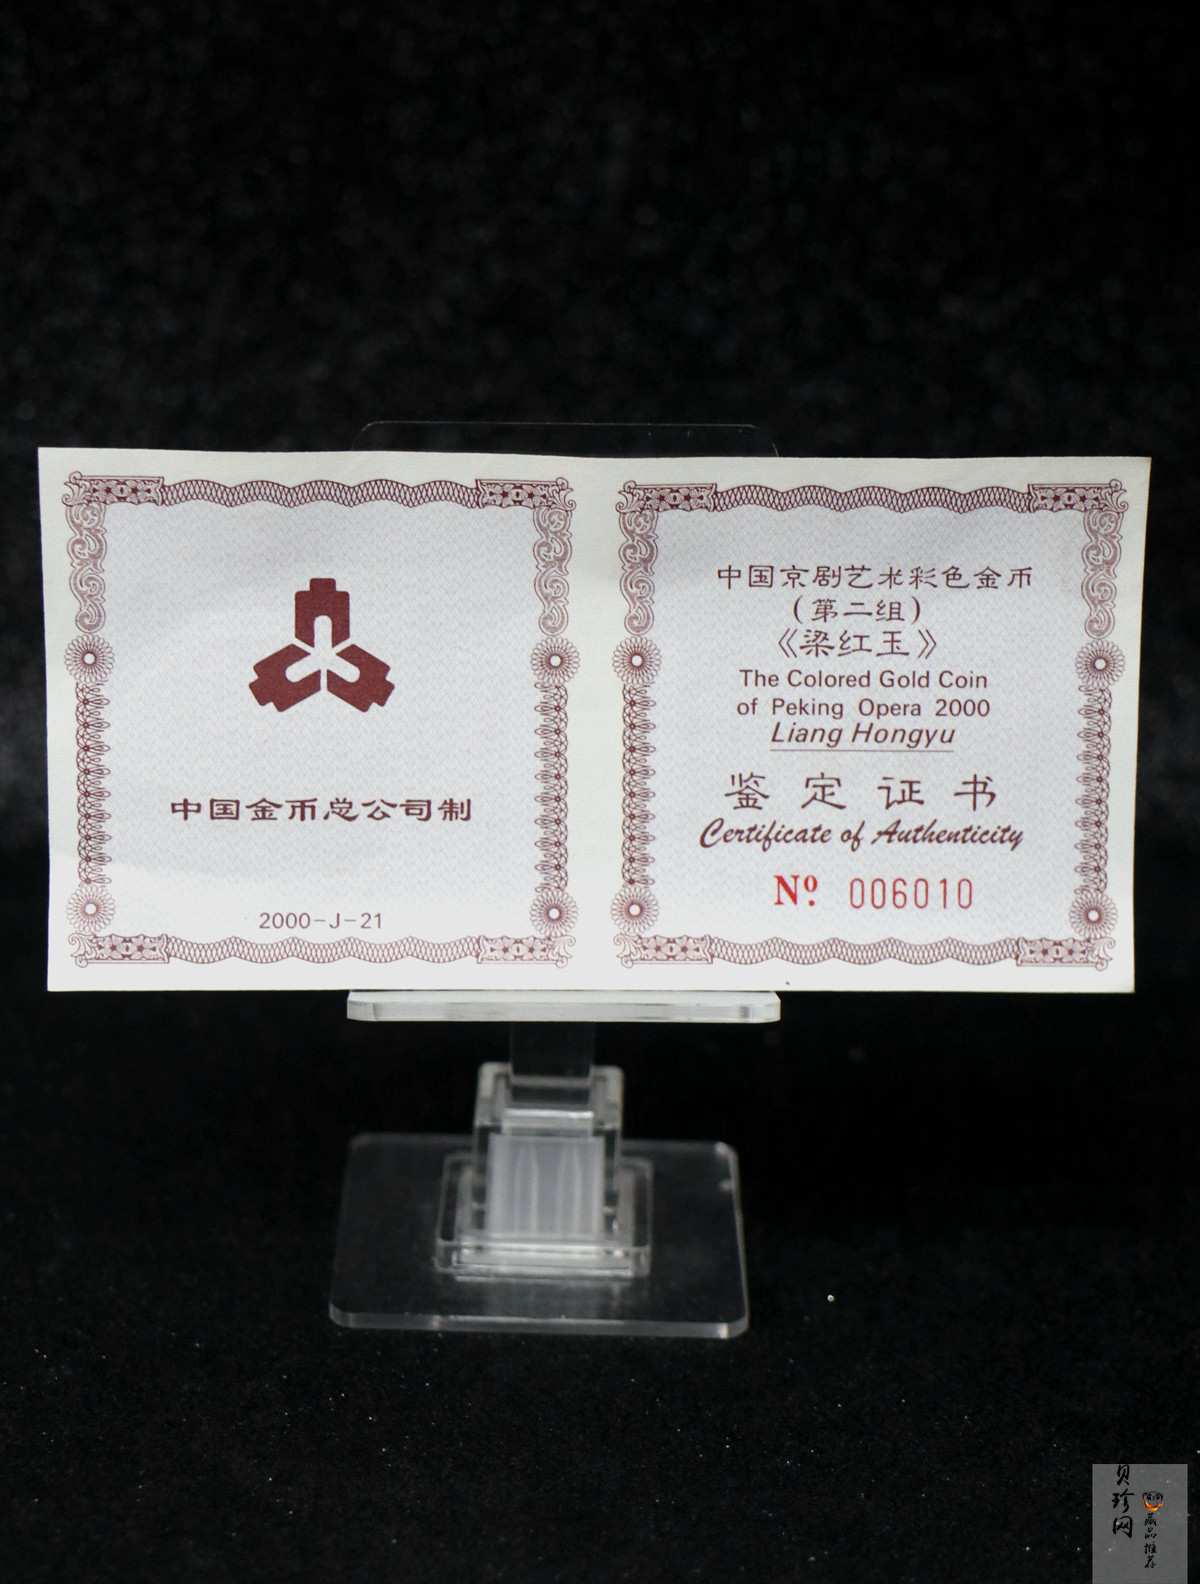 中国金币总公司制
2000-J-21
中国京剧艺术彩色金币
(第二组)
《梁红玉》
The Colored Gold Coin
of Peking Opera 2000
Liang Hongyu
鉴定证书
Certificate of Authenticity
Nº 006010
贝珍网
藏品推荐